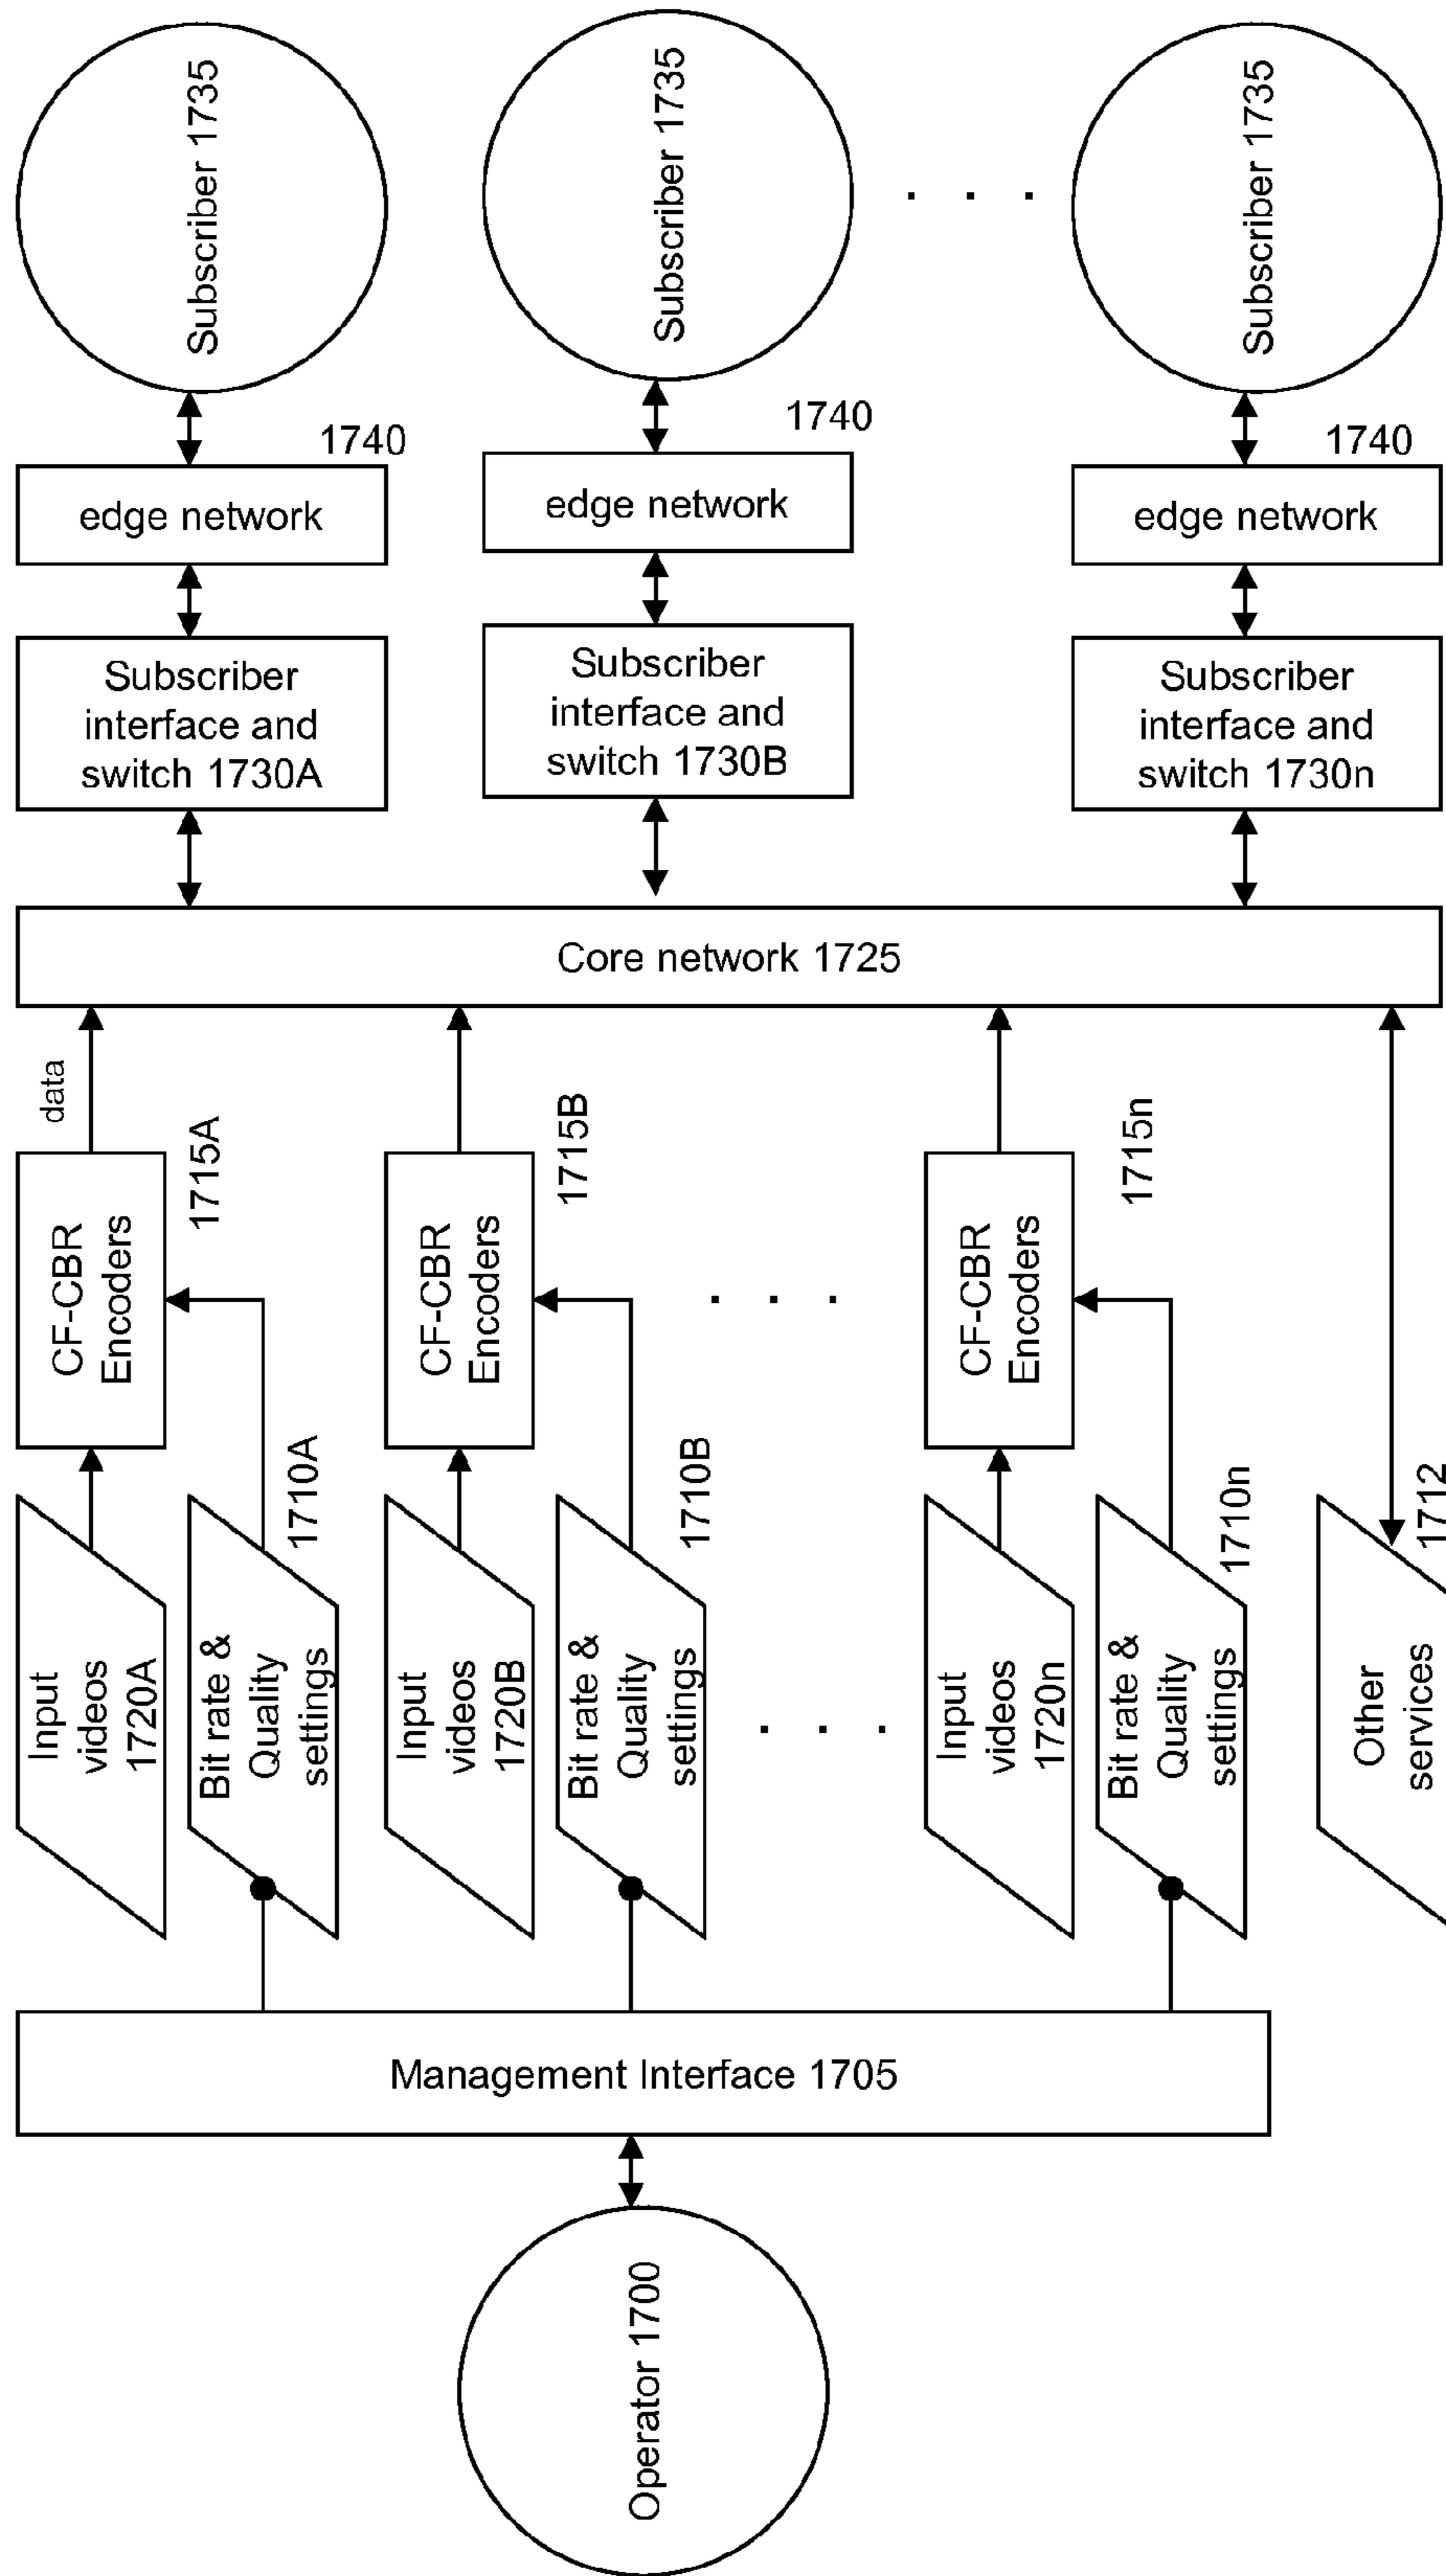 Subscriber 1735
Subscriber 1735
Subscriber 1735
1740
1740
1740
edge network
edge network
edge network
Subscriber
interface and
switch 1730A
Subscriber
interface and
switch 1730B
Subscriber
interface and
switch 1730n
Core network 1725
data
CF-CBR
Encoders
1715A
CF-CBR
Encoders
1715B
. . .
CF-CBR
Encoders
1715n
Input
videos
1720A
Bit rate &
Quality
settings
1710A
Input
videos
1720B
Bit rate &
Quality
settings
1710B
. . .
Input
videos
1720n
Bit rate &
Quality
settings
1710n
Other
services
1712
. . .
Management Interface 1705
Operator 1700